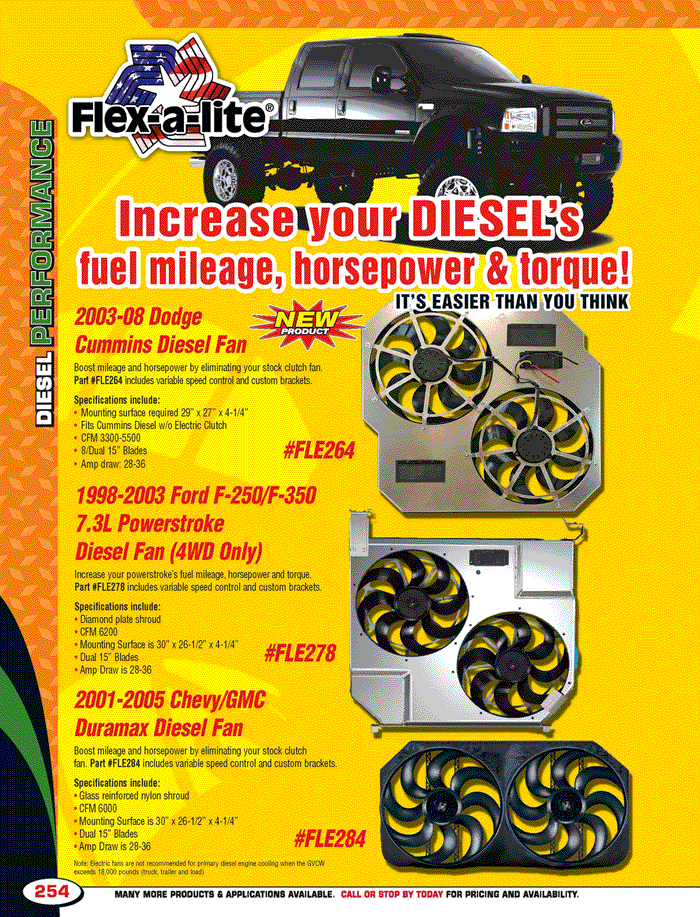 Flex-a-lite®
DIESEL PERFORMANCE
Increase your DIESEL's
fuel mileage, horsepower & torque!
IT'S EASIER THAN YOU THINK
2003-08 Dodge
Cummins Diesel Fan
NEW
PRODUCT
Boost mileage and horsepower by eliminating your stock clutch fan.
Part #FLE264 includes variable speed control and custom brackets.
Specifications include:
• Mounting surface required 29" x 27" x 4-1/4"
• Fits Cummins Diesel w/o Electric Clutch
• CFM 3300-5500
• 8/Dual 15" Blades
• Amp draw: 28-36
#FLE264
1998-2003 Ford F-250/F-350
7.3L Powerstroke
Diesel Fan (4WD Only)
Increase your powerstroke's fuel mileage, horsepower and torque.
Part #FLE278 includes variable speed control and custom brackets.
Specifications include:
• Diamond plate shroud
• CFM 6200
• Mounting Surface is 30" x 26-1/2" x 4-1/4"
• Dual 15" Blades
• Amp Draw is 28-36
#FLE278
2001-2005 Chevy/GMC
Duramax Diesel Fan
Boost mileage and horsepower by eliminating your stock clutch
fan. Part #FLE284 includes variable speed control and custom brackets.
Specifications include:
• Glass reinforced nylon shroud
• CFM 6000
• Mounting Surface is 30" x 26-1/2" x 4-1/4"
• Dual 15" Blades
• Amp Draw is 28-36
#FLE284
Note: Electric fans are not recommended for primary diesel engine cooling when the GVCW
exceeds 18,000 pounds (truck, trailer and load)
254
MANY MORE PRODUCTS & APPLICATIONS AVAILABLE. CALL OR STOP BY TODAY FOR PRICING AND AVAILABILITY.